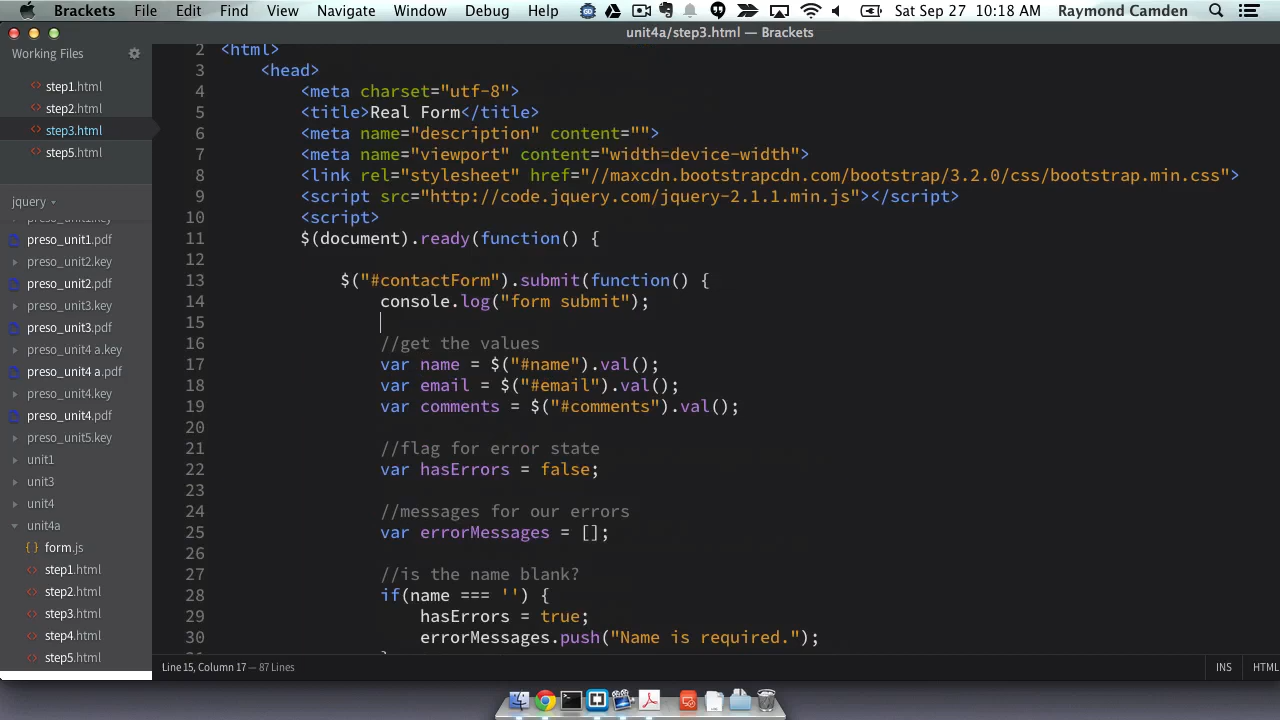 Brackets File Edit Find View Navigate Window Debug Help Sat Sep 27 10:18 AM Raymond Camden
unit4a/step3.html — Brackets
Working Files
step1.html
step2.html
step3.html
step5.html
jquery
preso_unit1.key
preso_unit1.pdf
preso_unit2.key
preso_unit2.pdf
preso_unit3.key
preso_unit3.pdf
preso_unit4 a.key
preso_unit4 a.pdf
preso_unit4.key
preso_unit4.pdf
preso_unit5.key
unit1
unit3
unit4
unit4a
{ } form.js
step1.html
step2.html
step3.html
step4.html
step5.html
2 <html>
3 <head>
4 <meta charset="utf-8">
5 <title>Real Form</title>
6 <meta name="description" content="">
7 <meta name="viewport" content="width=device-width">
8 <link rel="stylesheet" href="//maxcdn.bootstrapcdn.com/bootstrap/3.2.0/css/bootstrap.min.css">
9 <script src="http://code.jquery.com/jquery-2.1.1.min.js"></script>
10 <script>
11 $(document).ready(function() {
12
13 $("#contactForm").submit(function() {
14 console.log("form submit");
15
16 //get the values
17 var name = $("#name").val();
18 var email = $("#email").val();
19 var comments = $("#comments").val();
20
21 //flag for error state
22 var hasErrors = false;
23
24 //messages for our errors
25 var errorMessages = [];
26
27 //is the name blank?
28 if(name === '') {
29 hasErrors = true;
30 errorMessages.push("Name is required.");
Line 15, Column 17 — 87 Lines
INS
HTML